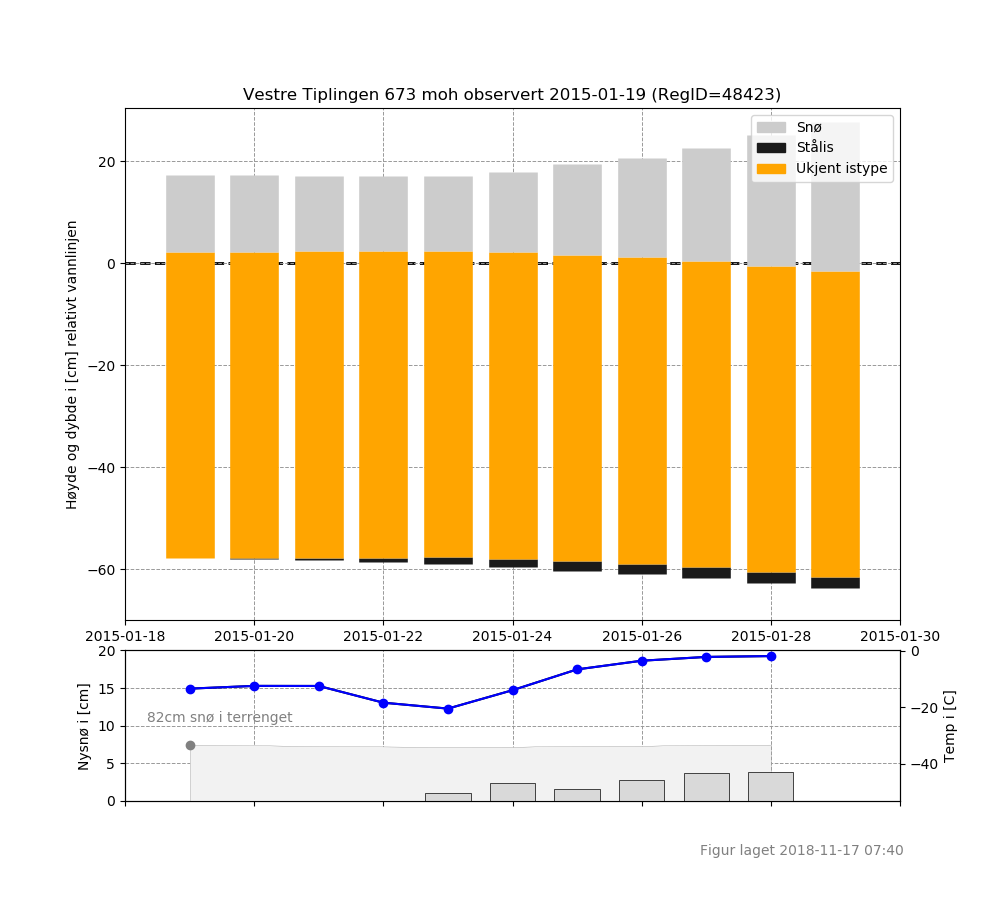 Vestre Tiplingen 673 moh observert 2015-01-19 (RegID=48423)
Snø
Stålis
Ukjent istype
Høyde og dybde i [cm] relativt vannlinjen
20
0
−20
−40
−60
2015-01-18
2015-01-20
2015-01-22
2015-01-24
2015-01-26
2015-01-28
2015-01-30
Nysnø i [cm]
20
15
10
5
0
82cm snø i terrenget
0
−20
−40
Temp i [C]
Figur laget 2018-11-17 07:40